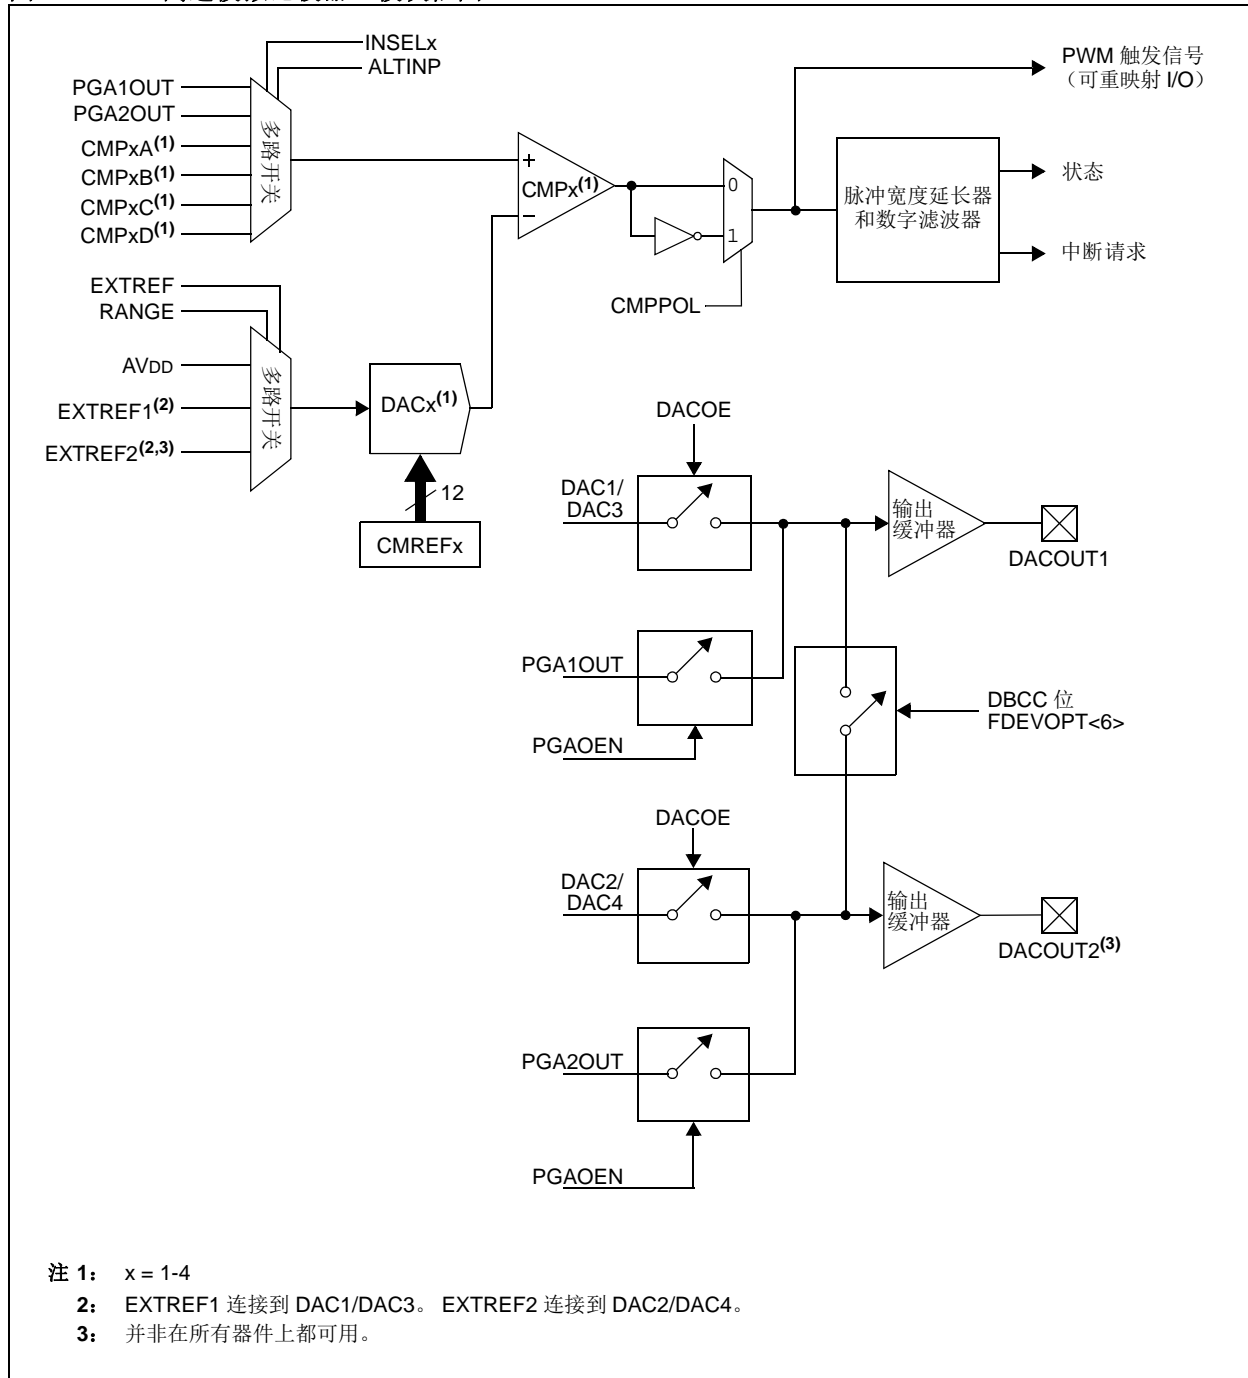 INSELx
ALTINP
PGA1OUT
PGA2OUT
CMPxA(1)
CMPxB(1)
CMPxC(1)
CMPxD(1)
多路开关
+
CMPx(1)
–
0
1
CMPPOL
PWM 触发信号
（可重映射 I/O）
脉冲宽度延长器
和数字滤波器
状态
中断请求
EXTREF
RANGE
AVDD
EXTREF1(2)
EXTREF2(2,3)
多路开关
DACx(1)
12
CMREFx
DACOE
DAC1/
DAC3
输出
缓冲器
DACOUT1
PGA1OUT
PGAOEN
DBCC 位
FDEVOPT<6>
DACOE
DAC2/
DAC4
输出
缓冲器
DACOUT2(3)
PGA2OUT
PGAOEN
注 1： x = 1-4
2： EXTREF1 连接到 DAC1/DAC3。 EXTREF2 连接到 DAC2/DAC4。
3： 并非在所有器件上都可用。